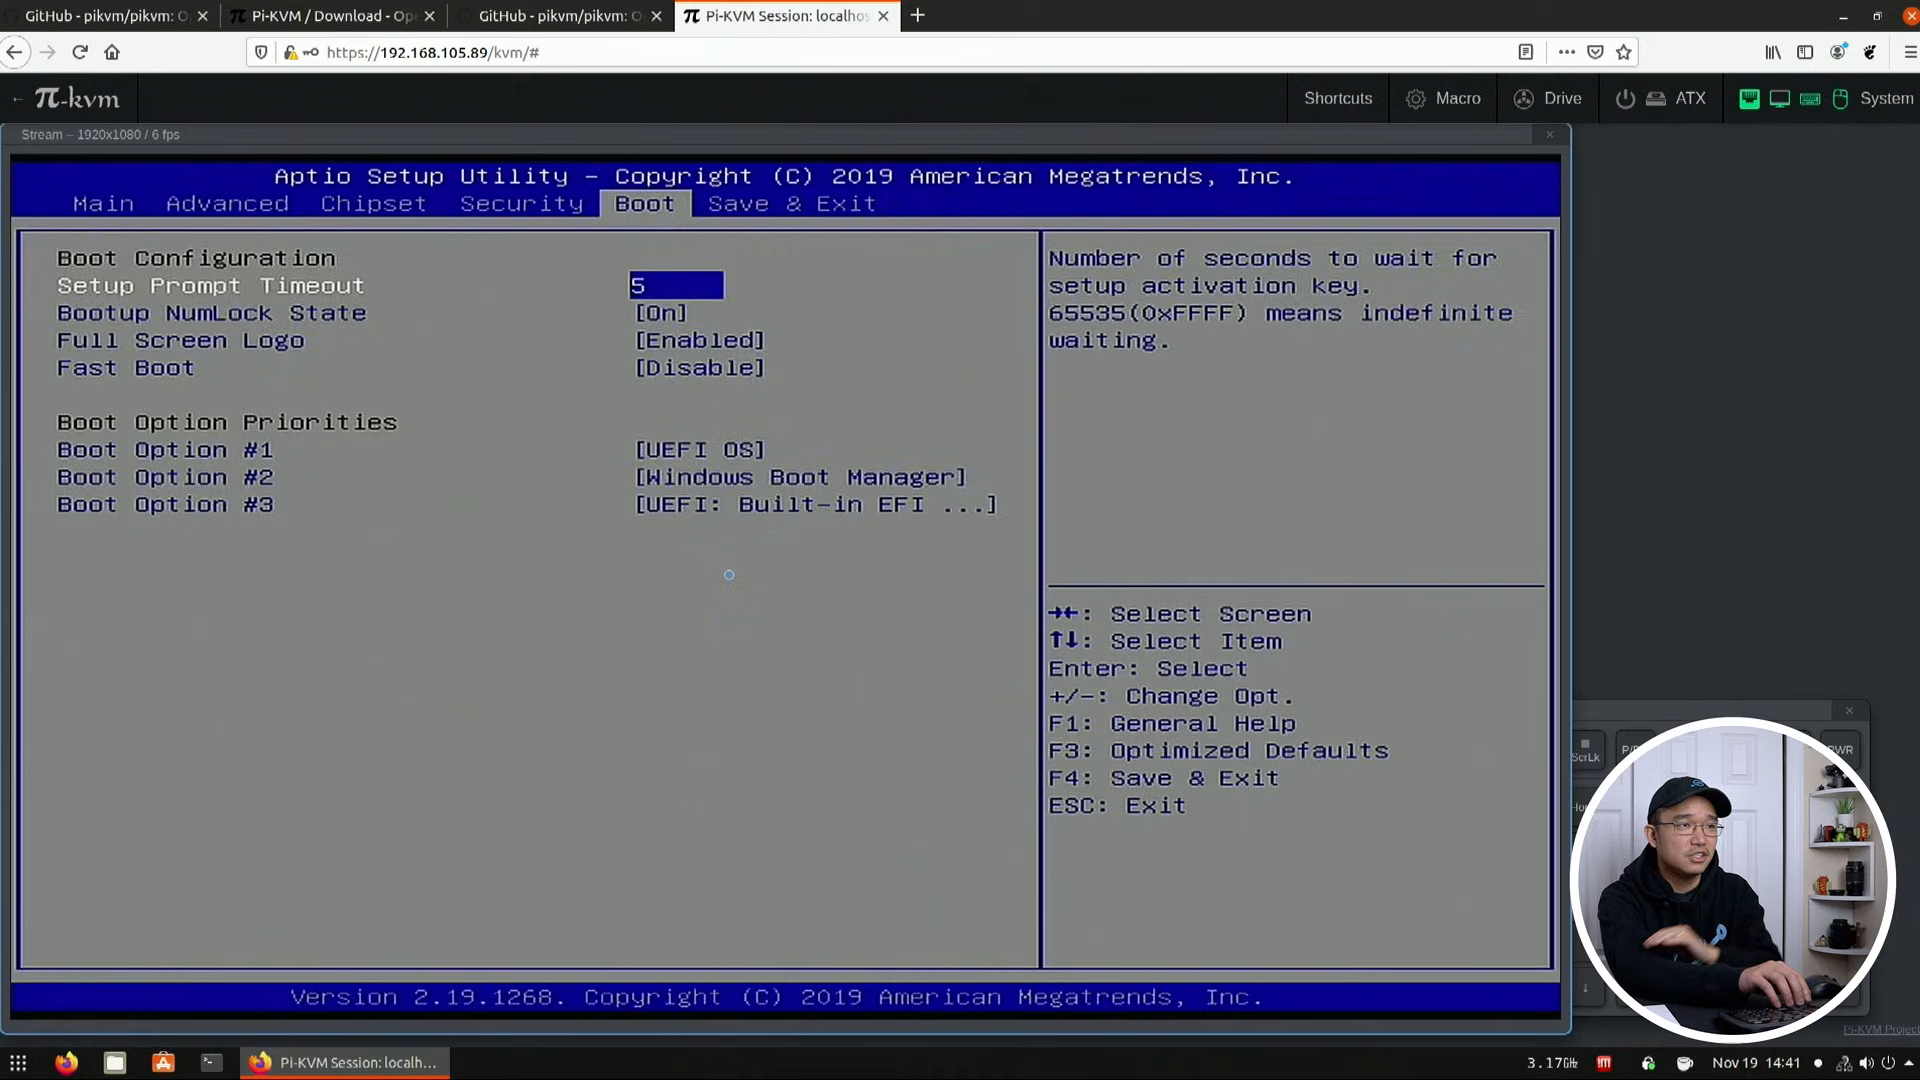 GitHub - pikvm/pikvm: O
Pi-KVM / Download - Ope
GitHub - pikvm/pikvm: O
Pi-KVM Session: localhos
https://192.168.105.89/kvm/#
← π-kvm
Shortcuts
Macro
Drive
ATX
System
Stream – 1920x1080 / 6 fps
Aptio Setup Utility – Copyright (C) 2019 American Megatrends, Inc.
Main Advanced Chipset Security Boot Save & Exit
Boot Configuration
Setup Prompt Timeout 5
Bootup NumLock State [On]
Full Screen Logo [Enabled]
Fast Boot [Disable]
Boot Option Priorities
Boot Option #1 [UEFI OS]
Boot Option #2 [Windows Boot Manager]
Boot Option #3 [UEFI: Built-in EFI ...]
Number of seconds to wait for
setup activation key.
65535(0xFFFF) means indefinite
waiting.
→←: Select Screen
↑↓: Select Item
Enter: Select
+/-: Change Opt.
F1: General Help
F3: Optimized Defaults
F4: Save & Exit
ESC: Exit
Version 2.19.1268. Copyright (C) 2019 American Megatrends, Inc.
ScrLk
PWR
Pi-KVM Project
Pi-KVM Session: localh...
3.17GHz
Nov 19 14:41